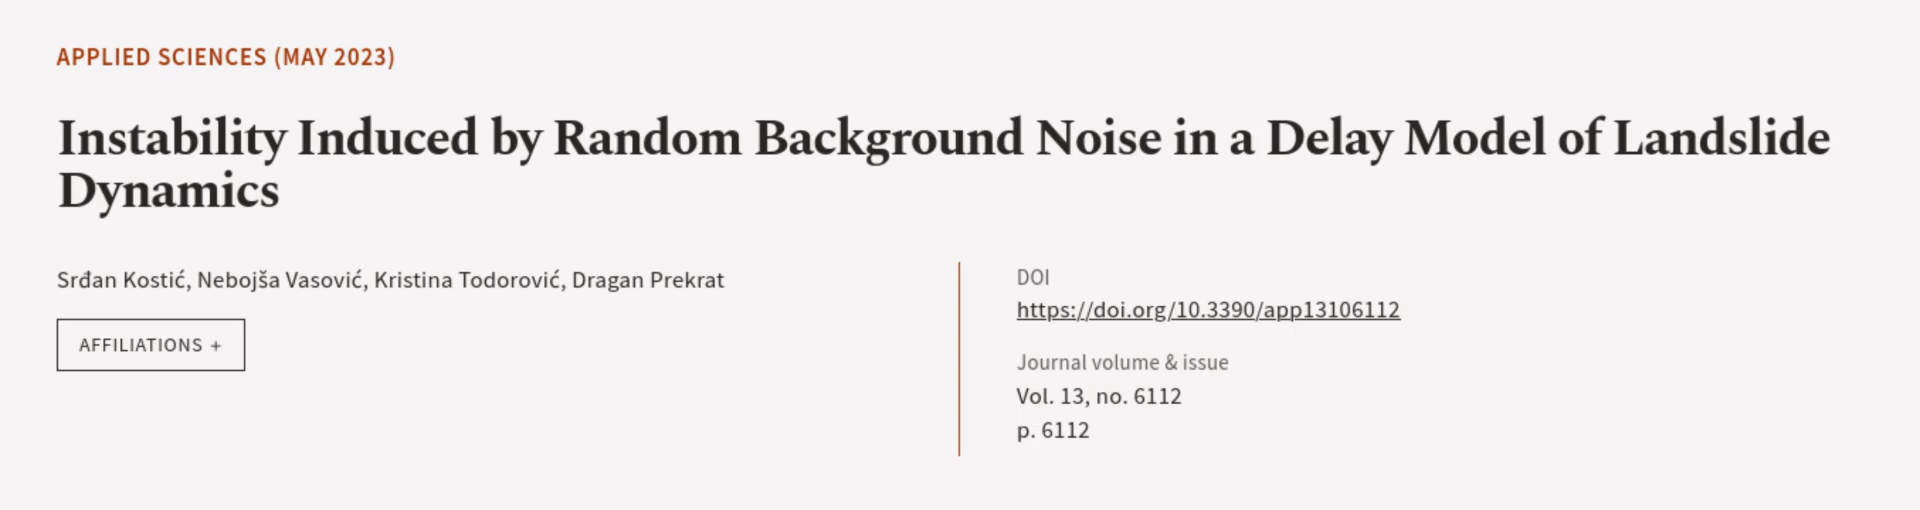 APPLIED SCIENCES (MAY 2023)
Instability Induced by Random Background Noise in a Delay Model of Landslide
Dynamics
Srđan Kostić, Nebojša Vasović, Kristina Todorović, Dragan Prekrat
AFFILIATIONS +
DOI
https://doi.org/10.3390/app13106112
Journal volume & issue
Vol. 13, no. 6112
p. 6112